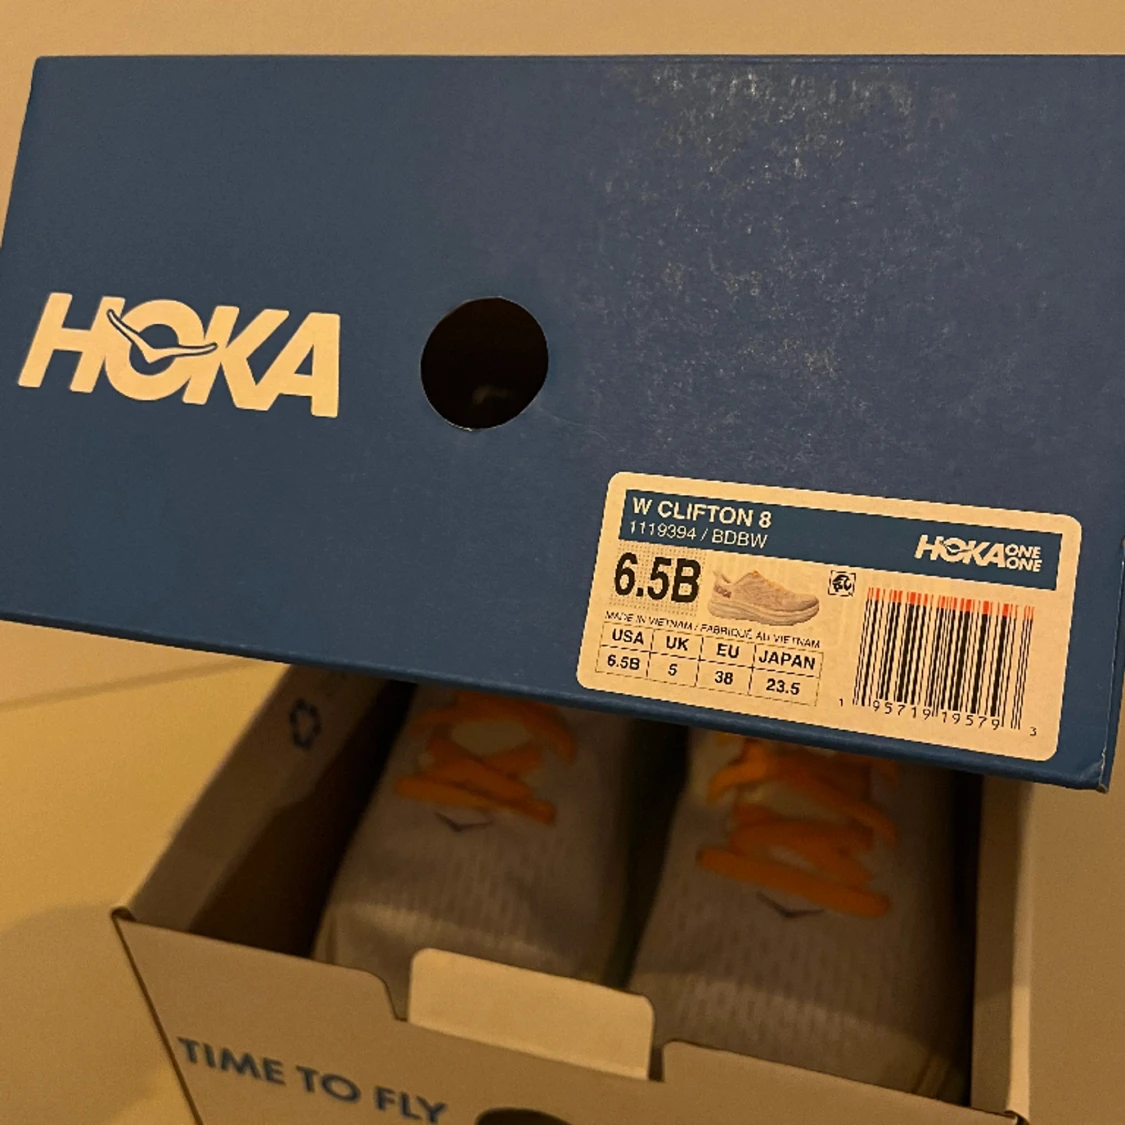 HOKA
W CLIFTON 8
1119394 / BDBW
HOKA ONE ONE
6.5B
MADE IN VIETNAM / FABRIQUÉ AU VIETNAM
USA UK EU JAPAN
6.5B 5 38 23.5
1 95719 19579 3
TIME TO FLY